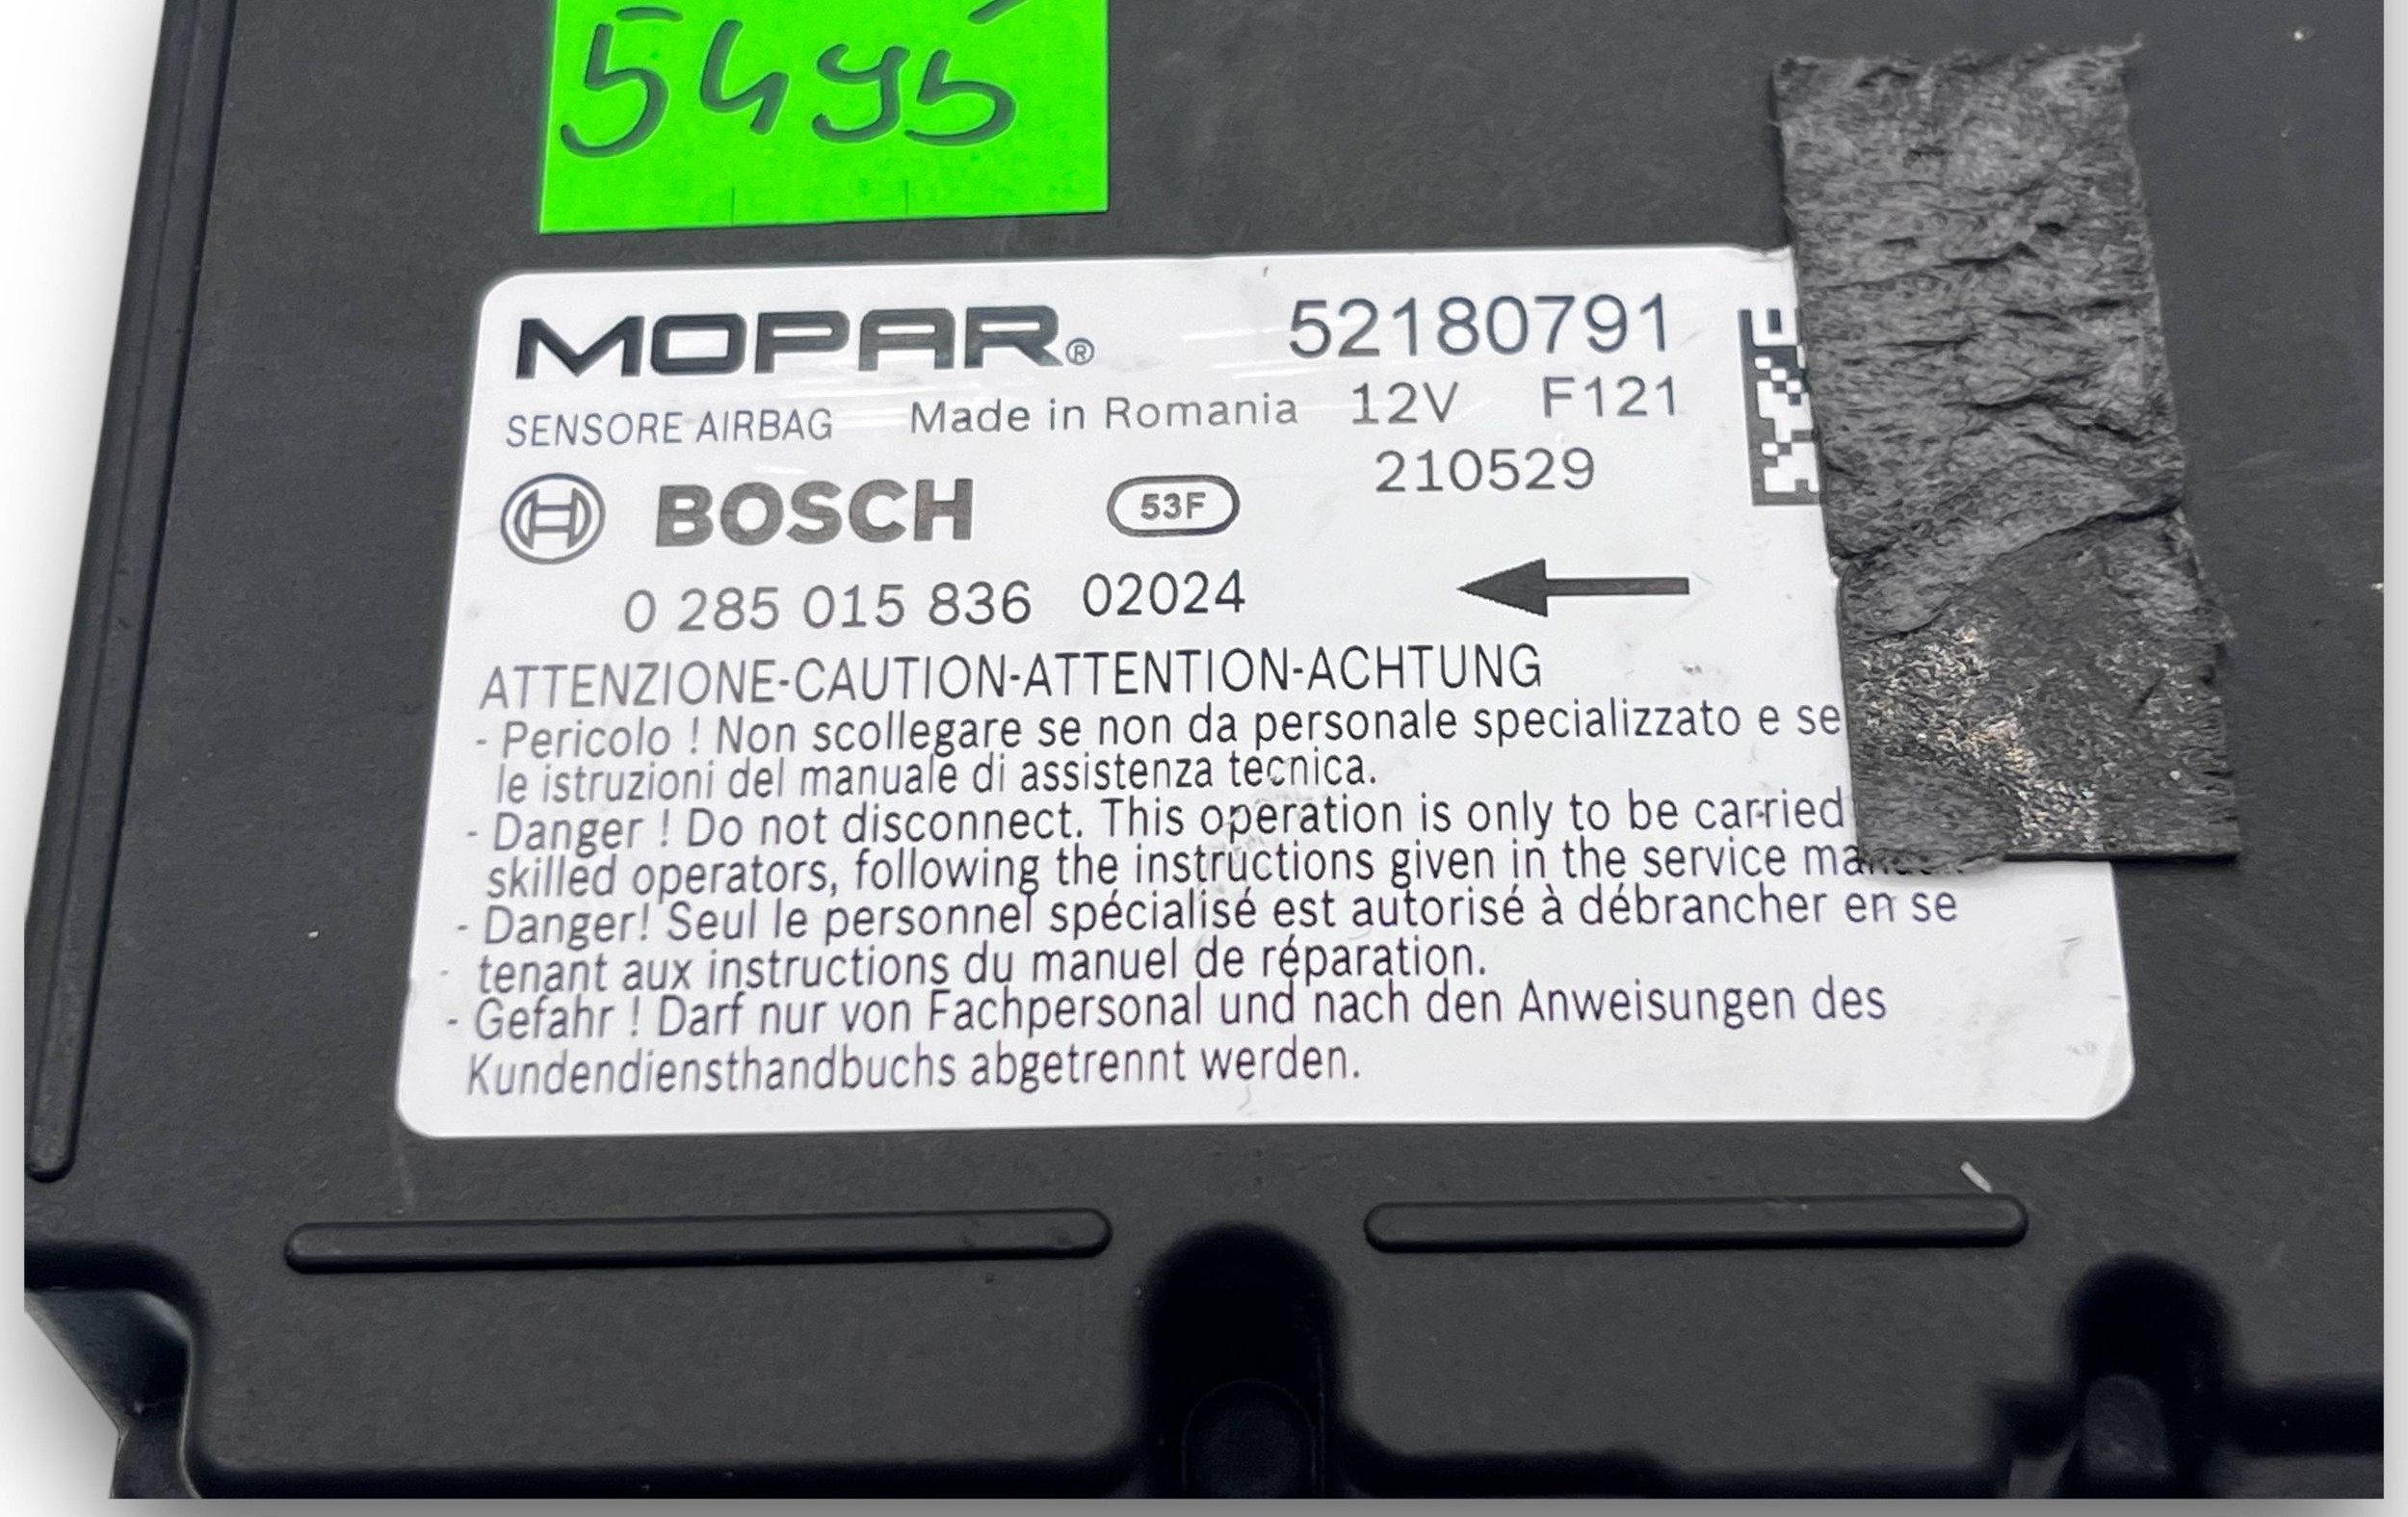 5495
MOPAR® 52180791
SENSORE AIRBAG Made in Romania 12V F121
210529
BOSCH 53F
0 285 015 836 02024
ATTENZIONE-CAUTION-ATTENTION-ACHTUNG
- Pericolo ! Non scollegare se non da personale specializzato e se
le istruzioni del manuale di assistenza tecnica.
- Danger ! Do not disconnect. This operation is only to be carried
skilled operators, following the instructions given in the service
- Danger! Seul le personnel spécialisé est autorisé à débrancher en se
- tenant aux instructions du manuel de réparation.
- Gefahr ! Darf nur von Fachpersonal und nach den Anweisungen des
Kundendiensthandbuchs abgetrennt werden.